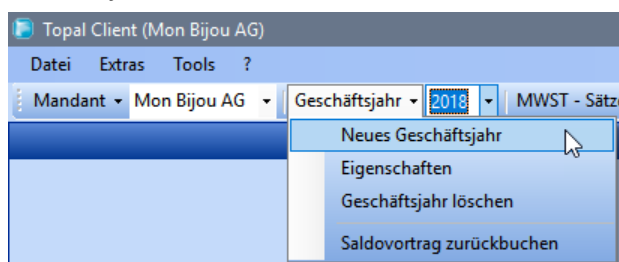 Topal Client (Mon Bijou AG)
Datei Extras Tools ?
Mandant Mon Bijou AG Geschäftsjahr 2018 MWST - Sätz
Neues Geschäftsjahr
Eigenschaften
Geschäftsjahr löschen
Saldovortrag zurückbuchen